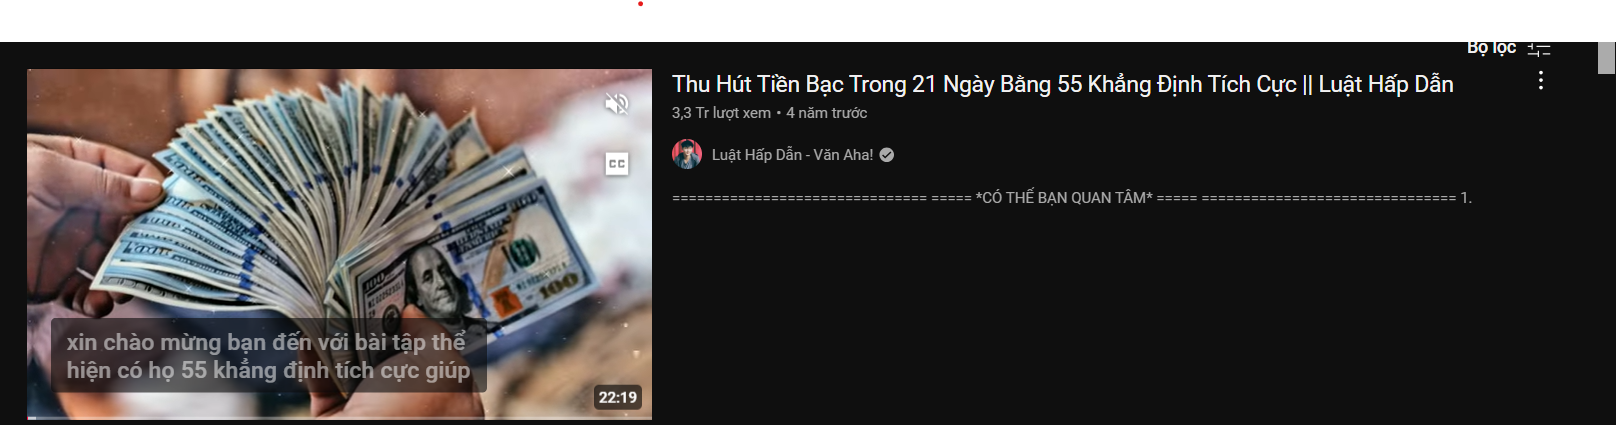 Bộ lọc
Thu Hút Tiền Bạc Trong 21 Ngày Bằng 55 Khẳng Định Tích Cực || Luật Hấp Dẫn
3,3 Tr lượt xem • 4 năm trước
Luật Hấp Dẫn - Văn Aha!
=============================== ===== *CÓ THỂ BẠN QUAN TÂM* ===== =============================== 1.
CC
100
xin chào mừng bạn đến với bài tập thể
hiện có họ 55 khẳng định tích cực giúp
22:19